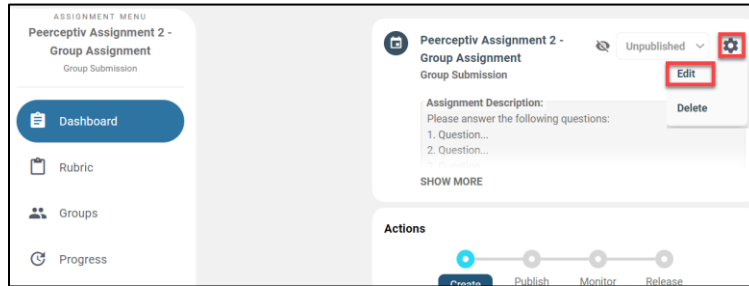 ASSIGNMENT MENU
Peerceptiv Assignment 2 -
Group Assignment
Group Submission
Dashboard
Rubric
Groups
Progress
Peerceptiv Assignment 2 -
Group Assignment
Group Submission
Unpublished
Edit
Delete
Assignment Description:
Please answer the following questions:
1. Question...
2. Question...
SHOW MORE
Actions
Create
Publish
Monitor
Release